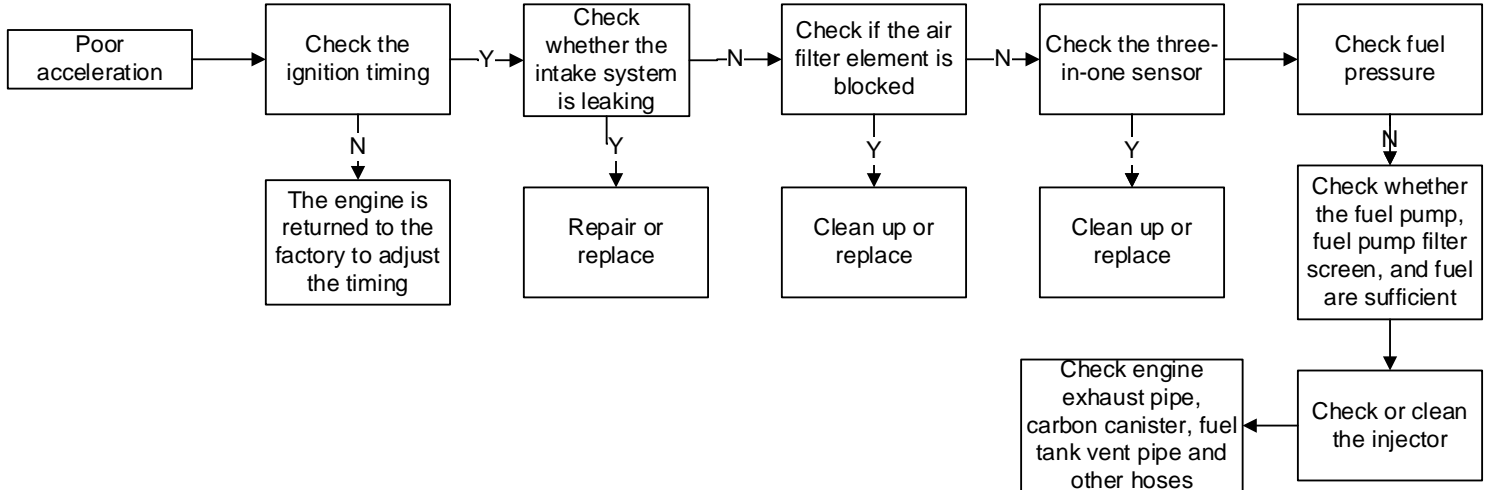 Poor
acceleration
Check the
ignition timing
Y
Check
whether the
intake system
is leaking
N
Check if the air
filter element is
blocked
N
Check the three-
in-one sensor
Check fuel
pressure
N
The engine is
returned to the
factory to adjust
the timing
Y
Repair or
replace
Y
Clean up or
replace
Y
Clean up or
replace
N
Check whether
the fuel pump,
fuel pump filter
screen, and fuel
are sufficient
Check or clean
the injector
Check engine
exhaust pipe,
carbon canister, fuel
tank vent pipe and
other hoses